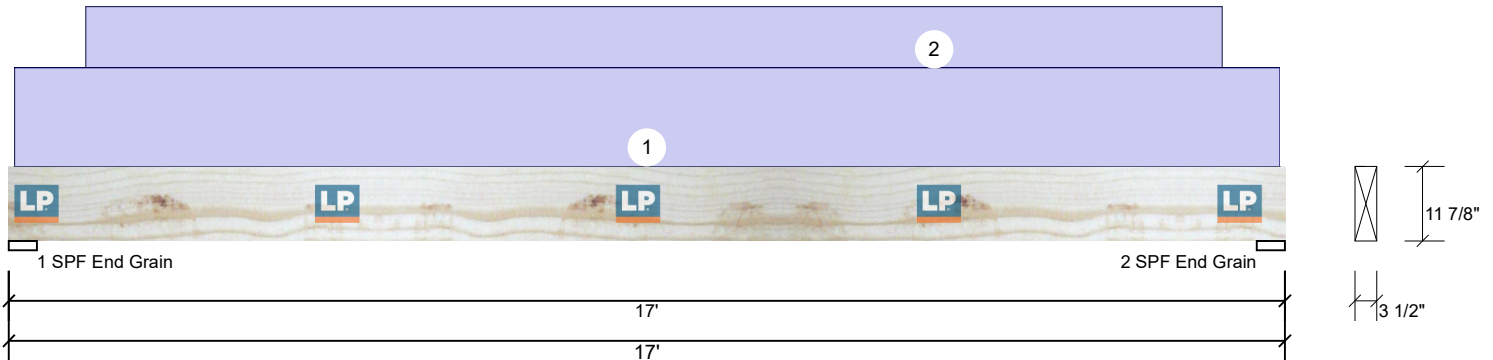 2
1
LP LP LP LP LP
11 7/8"
1 SPF End Grain 2 SPF End Grain
17' 3 1/2"
17'